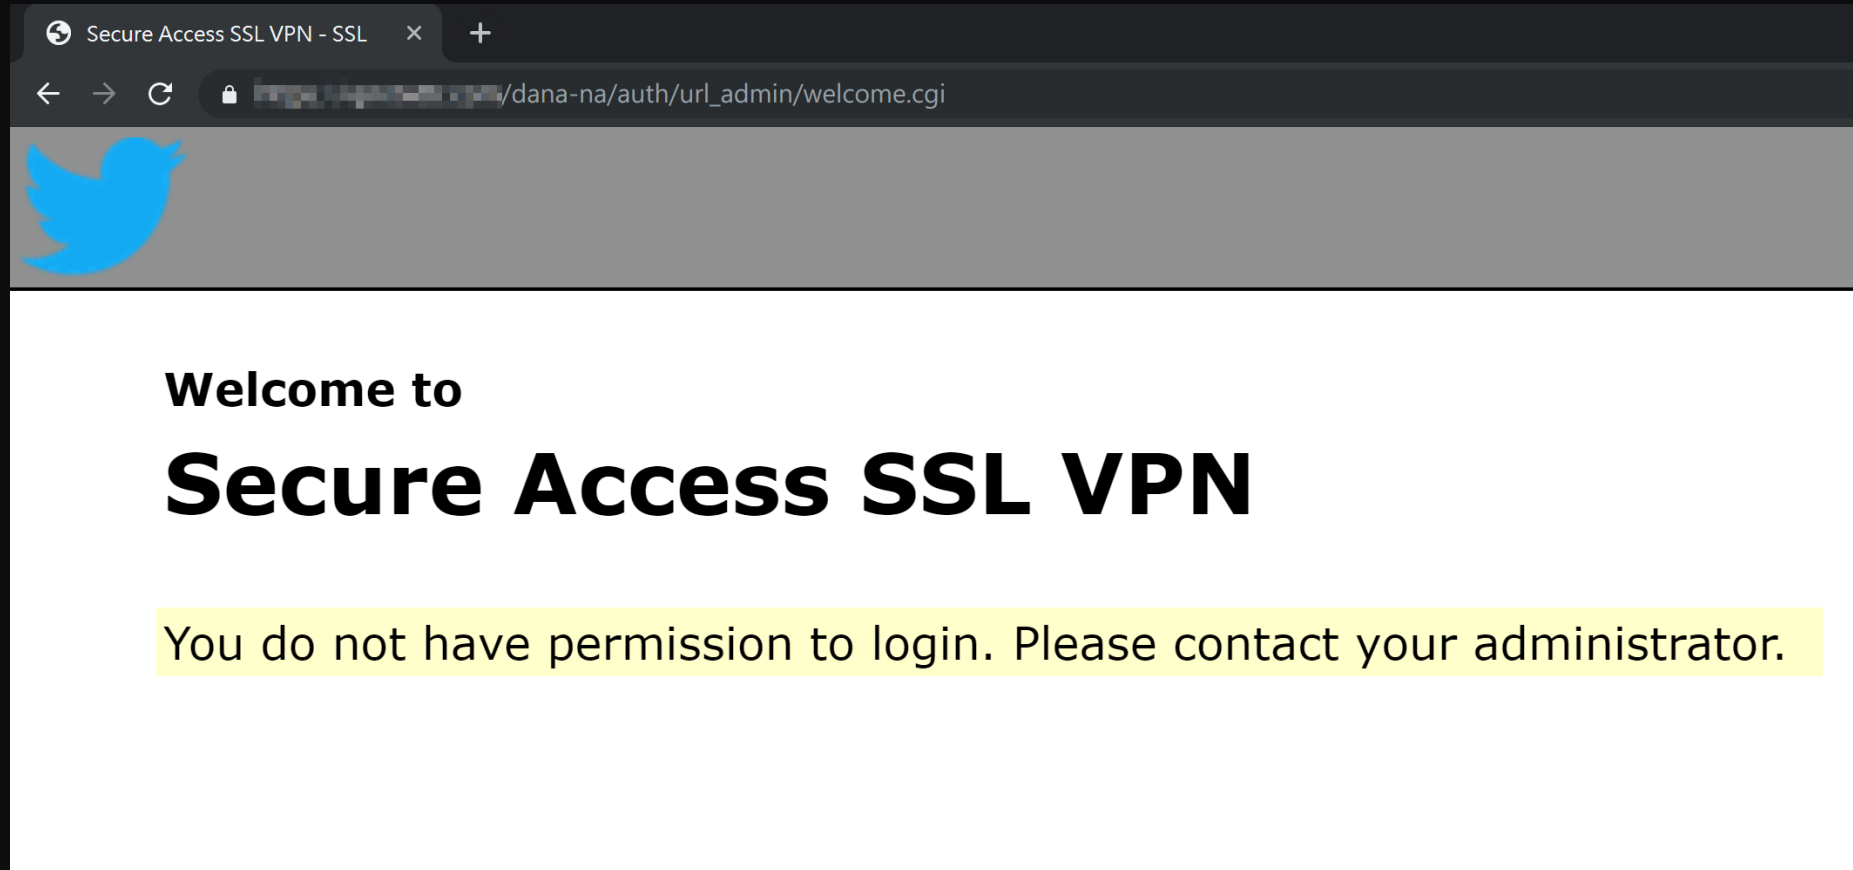 Secure Access SSL VPN - SSL
/dana-na/auth/url_admin/welcome.cgi
Welcome to
Secure Access SSL VPN
You do not have permission to login. Please contact your administrator.